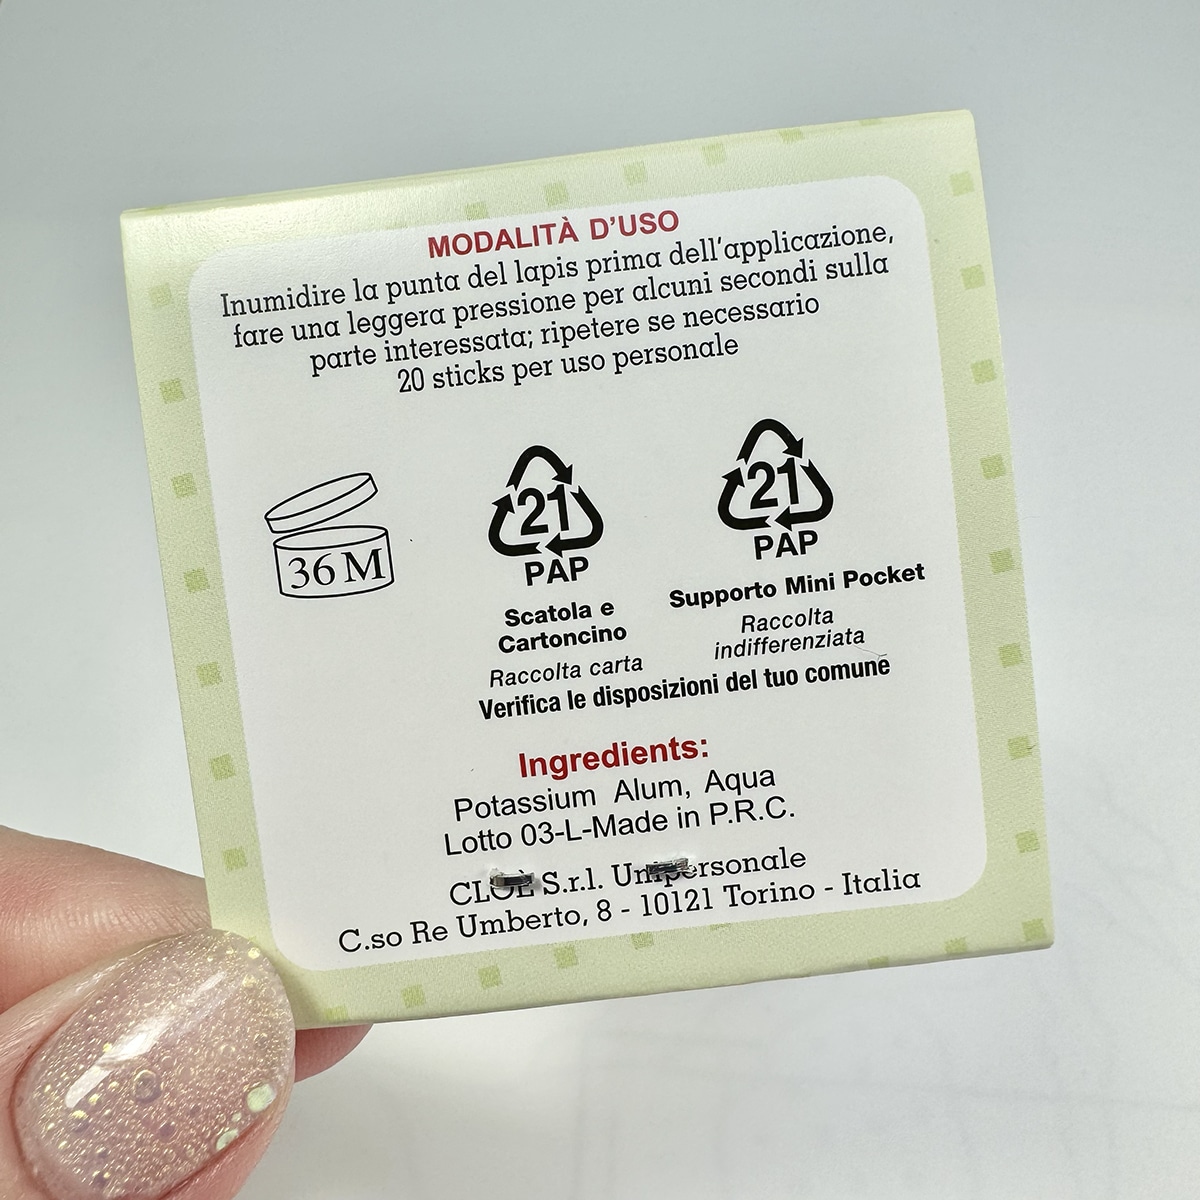 MODALITÀ D'USO
Inumidire la punta del lapis prima dell'applicazione,
fare una leggera pressione per alcuni secondi sulla
parte interessata; ripetere se necessario
20 sticks per uso personale
36 M
21
PAP
Scatola e
Cartoncino
Raccolta carta
21
PAP
Supporto Mini Pocket
Raccolta
indifferenziata
Verifica le disposizioni del tuo comune
Ingredients:
Potassium Alum, Aqua
Lotto 03-L-Made in P.R.C.
CLOÈ S.r.l. Unipersonale
C.so Re Umberto, 8 - 10121 Torino - Italia